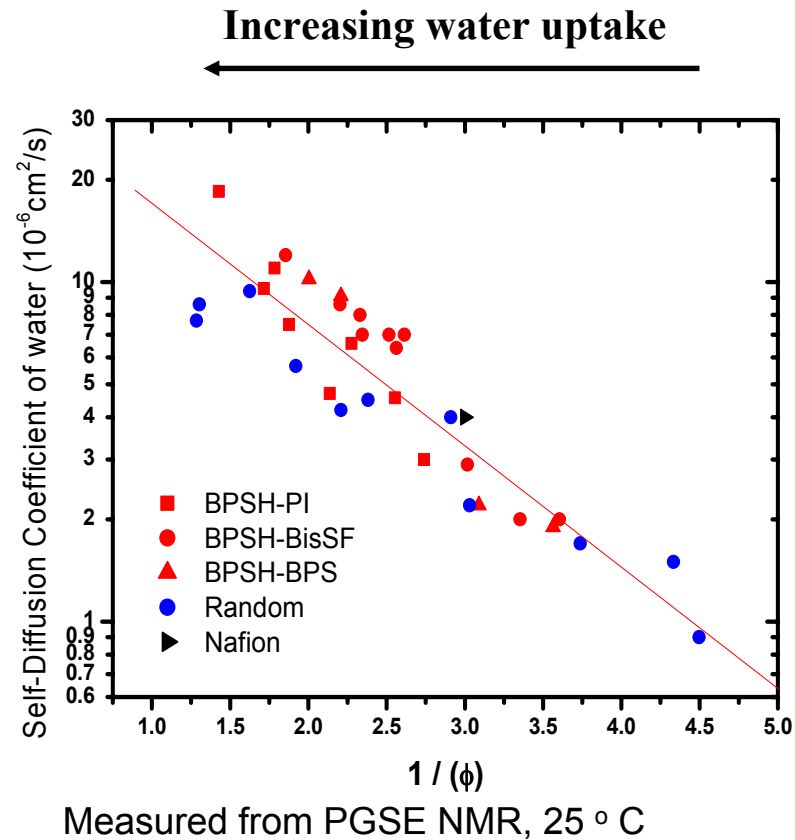 Increasing water uptake
Self-Diffusion Coefficient of water (10⁻⁶cm²/s)
30
20
10
9
8
7
6
5
4
3
2
1
0.9
0.8
0.7
0.6
BPSH-PI
BPSH-BisSF
BPSH-BPS
Random
Nafion
1.0 1.5 2.0 2.5 3.0 3.5 4.0 4.5 5.0
1 / (ϕ)
Measured from PGSE NMR, 25 ° C